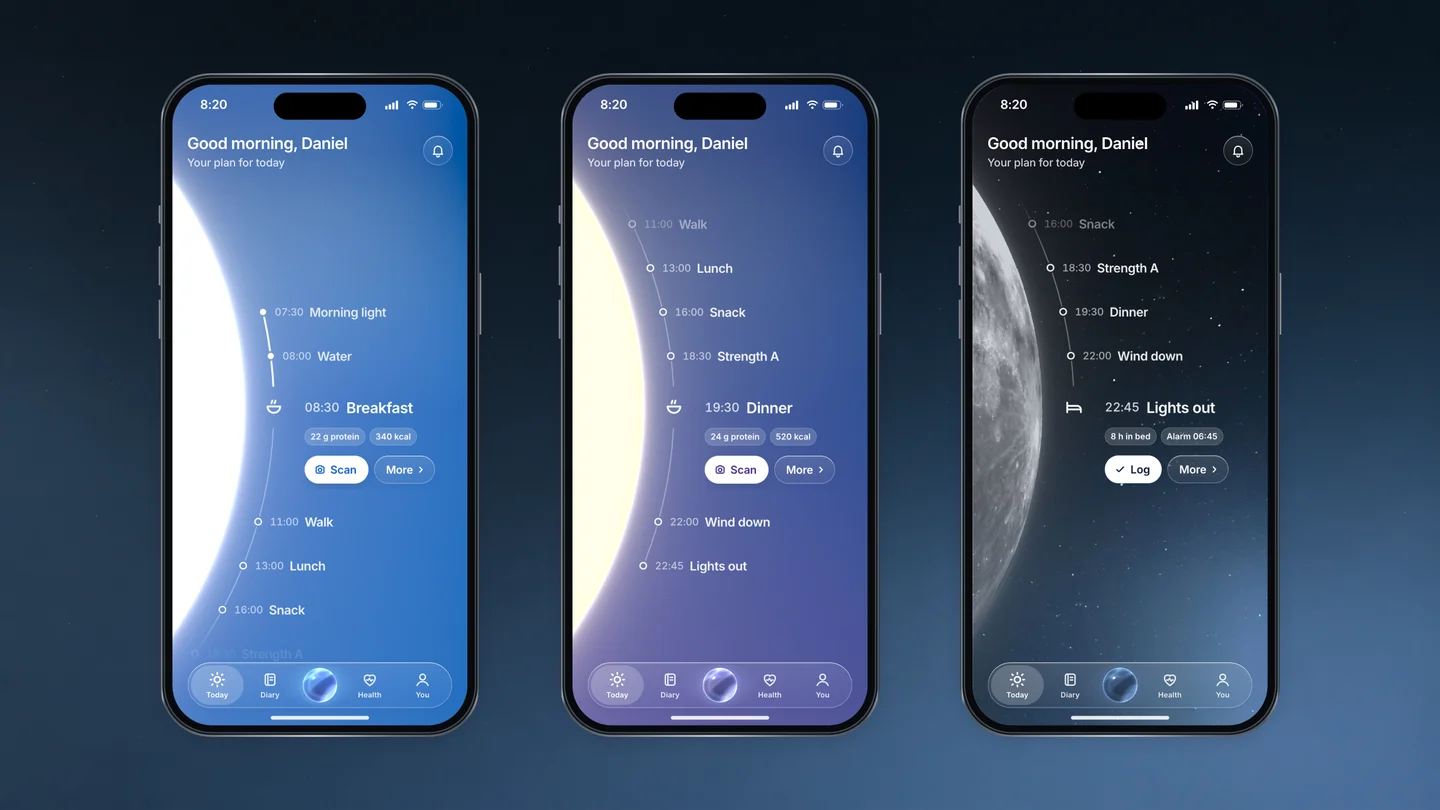 8:20
Good morning, Daniel
Your plan for today
07:30 Morning light
08:00 Water
08:30 Breakfast
22 g protein 340 kcal
Scan More
11:00 Walk
13:00 Lunch
16:00 Snack
18:30 Strength A
Today Diary Health You
8:20
Good morning, Daniel
Your plan for today
11:00 Walk
13:00 Lunch
16:00 Snack
18:30 Strength A
19:30 Dinner
24 g protein 520 kcal
Scan More
22:00 Wind down
22:45 Lights out
Today Diary Health You
8:20
Good morning, Daniel
Your plan for today
16:00 Snack
18:30 Strength A
19:30 Dinner
22:00 Wind down
22:45 Lights out
8 h in bed Alarm 06:45
Log More
Today Diary Health You